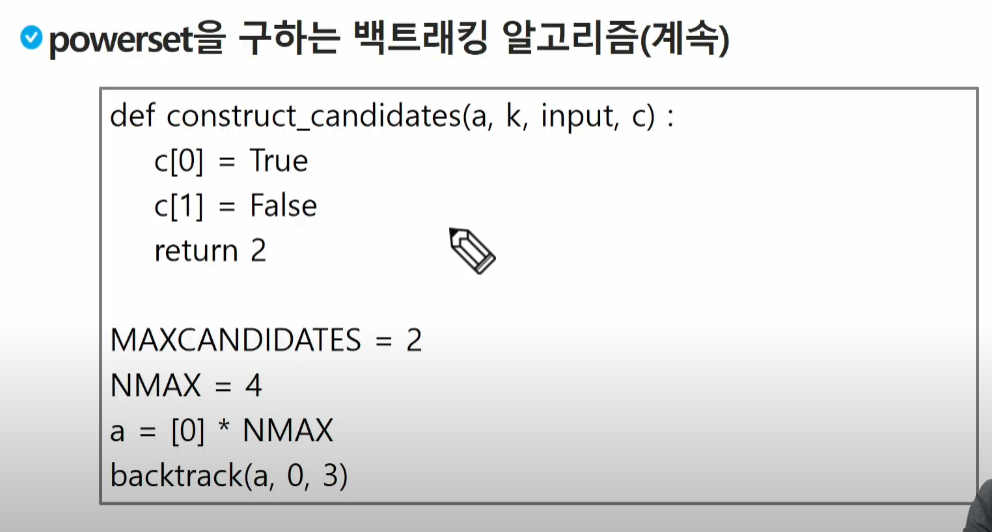 powerset을 구하는 백트래킹 알고리즘(계속)
def construct_candidates(a, k, input, c) :
c[0] = True
c[1] = False
return 2
MAXCANDIDATES = 2
NMAX = 4
a = [0] * NMAX
backtrack(a, 0, 3)